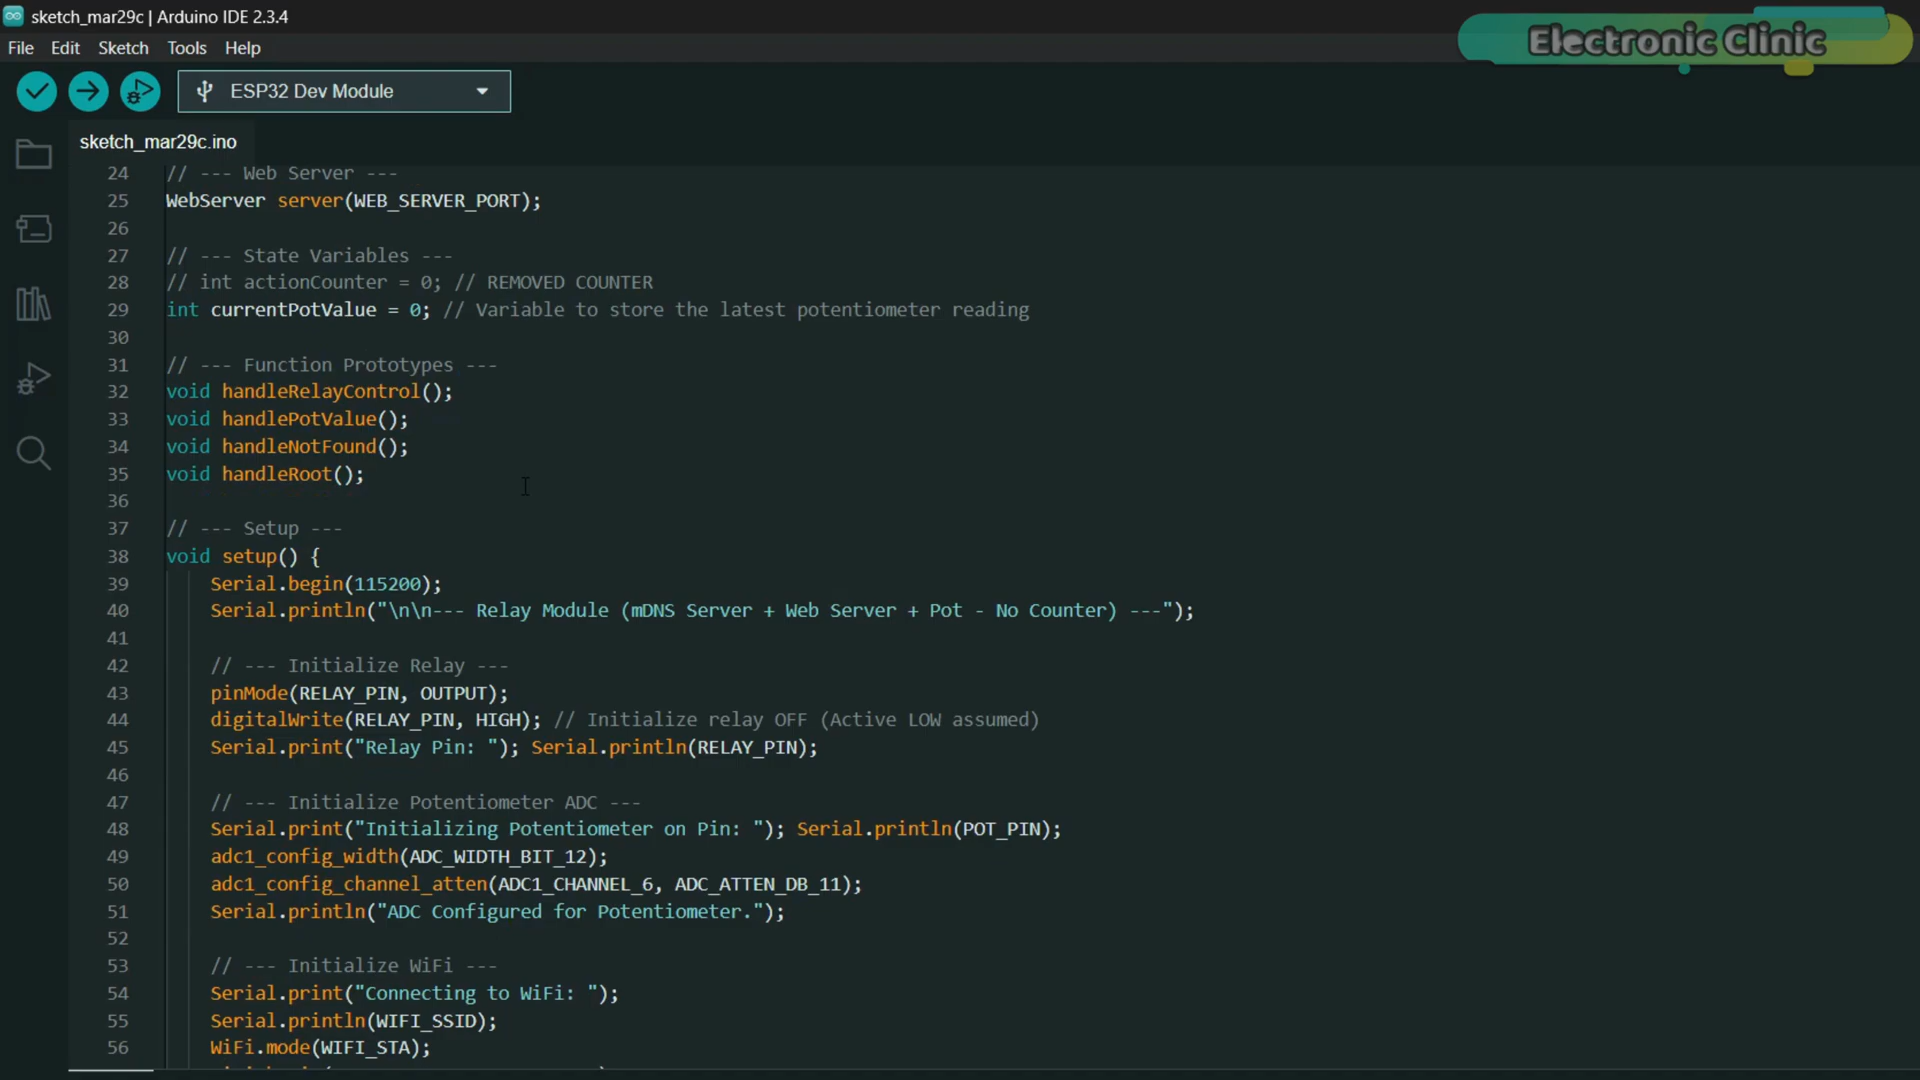 sketch_mar29c | Arduino IDE 2.3.4
Electronic Clinic
File Edit Sketch Tools Help
ESP32 Dev Module
sketch_mar29c.ino
24 // --- Web Server ---
25 WebServer server(WEB_SERVER_PORT);
26
27 // --- State Variables ---
28 // int actionCounter = 0; // REMOVED COUNTER
29 int currentPotValue = 0; // Variable to store the latest potentiometer reading
30
31 // --- Function Prototypes ---
32 void handleRelayControl();
33 void handlePotValue();
34 void handleNotFound();
35 void handleRoot();
36
37 // --- Setup ---
38 void setup() {
39 Serial.begin(115200);
40 Serial.println("\n\n--- Relay Module (mDNS Server + Web Server + Pot - No Counter) ---");
41
42 // --- Initialize Relay ---
43 pinMode(RELAY_PIN, OUTPUT);
44 digitalWrite(RELAY_PIN, HIGH); // Initialize relay OFF (Active LOW assumed)
45 Serial.print("Relay Pin: "); Serial.println(RELAY_PIN);
46
47 // --- Initialize Potentiometer ADC ---
48 Serial.print("Initializing Potentiometer on Pin: "); Serial.println(POT_PIN);
49 adc1_config_width(ADC_WIDTH_BIT_12);
50 adc1_config_channel_atten(ADC1_CHANNEL_6, ADC_ATTEN_DB_11);
51 Serial.println("ADC Configured for Potentiometer.");
52
53 // --- Initialize WiFi ---
54 Serial.print("Connecting to WiFi: ");
55 Serial.println(WIFI_SSID);
56 WiFi.mode(WIFI_STA);